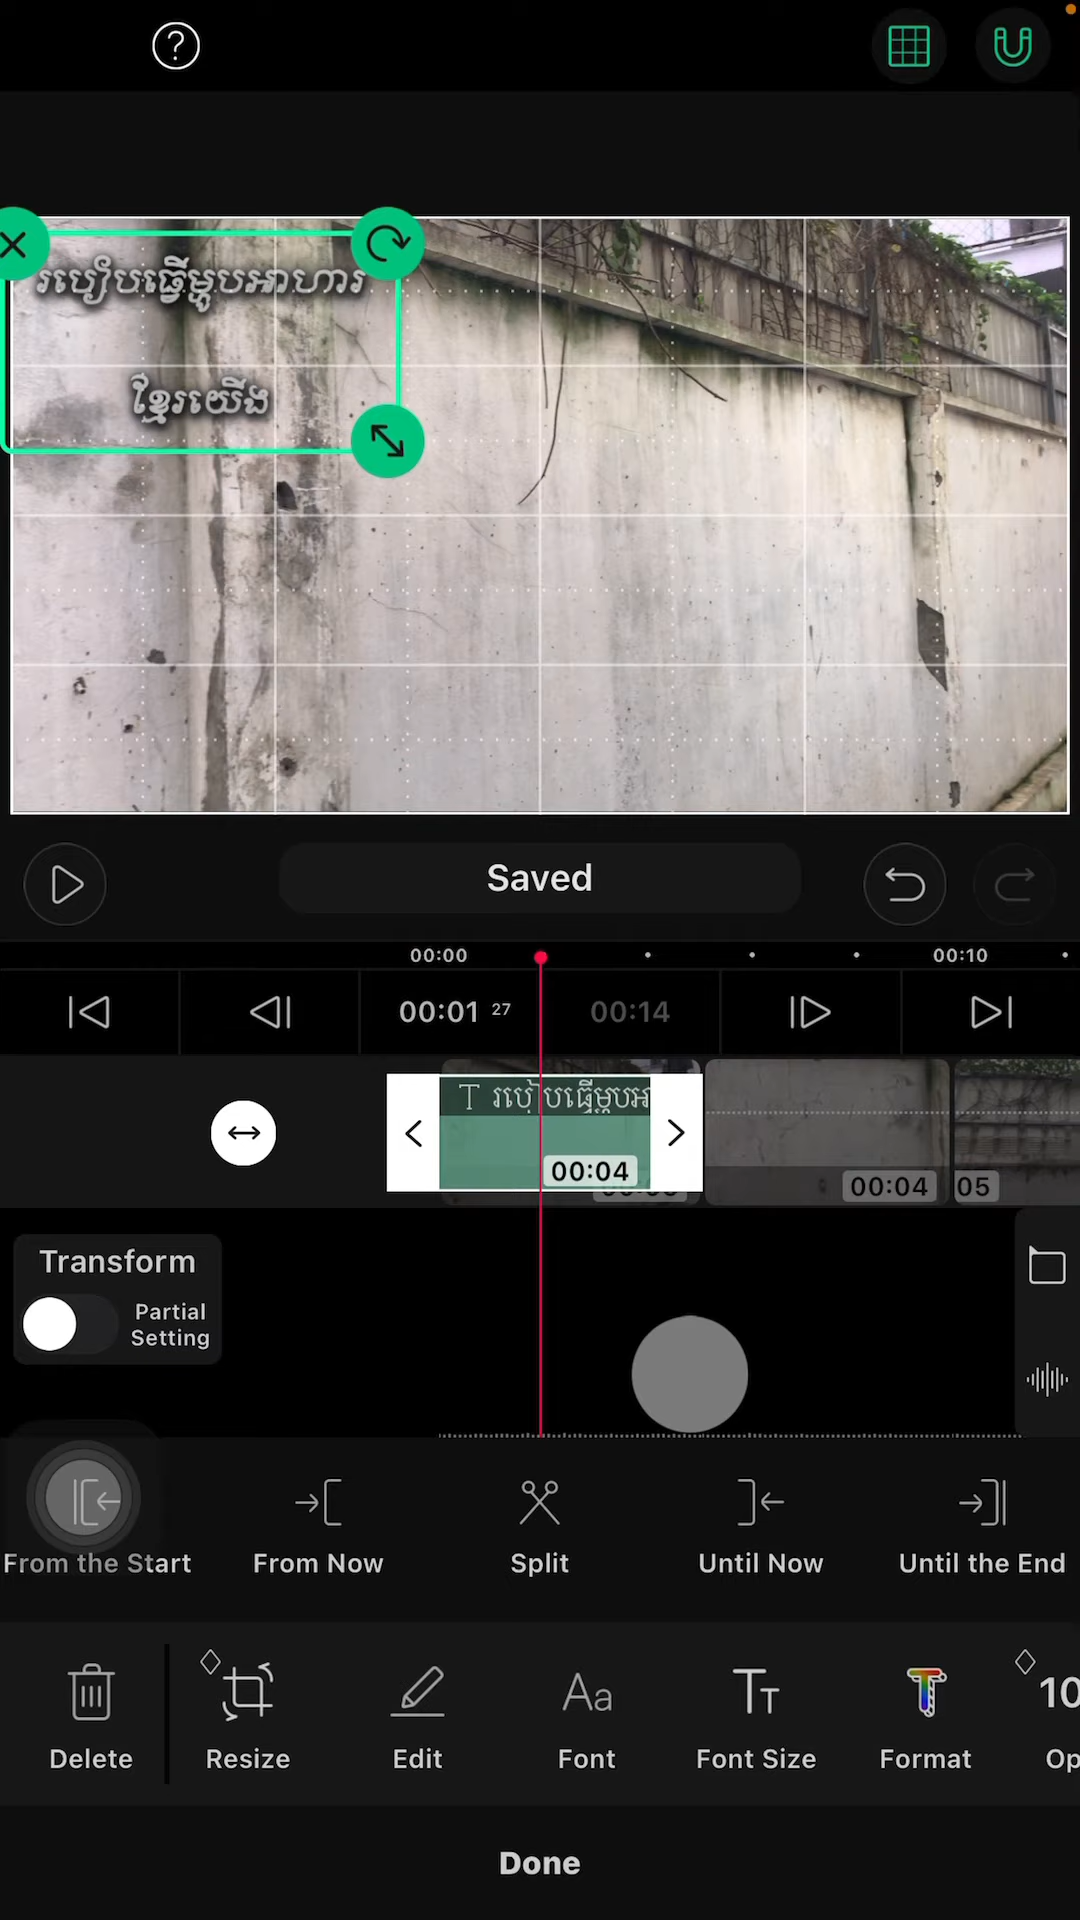 ?
របៀបធ្វើម្ហូបអាហារ
ខ្មែរយើង
Saved
00:00
00:10
00:01 27
00:14
T របៀបធ្វើម្ហូបអ
00:04
00:04
05
Transform
Partial
Setting
From the Start
From Now
Split
Until Now
Until the End
Delete
Resize
Edit
Font
Font Size
Format
10
Op
Done